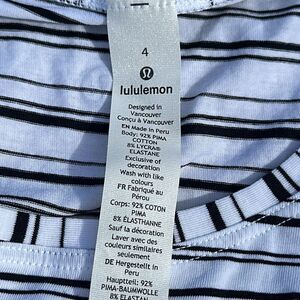 4
lululemon
Designed in
Vancouver
Conçu à Vancouver
EN Made in Peru
Body: 92% PIMA
COTTON
8% LYCRA®
ELASTANE
Exclusive of
decoration
Wash with like
colours
FR Fabriqué au
Pérou
Corps: 92% COTON
PIMA
8% ÉLASTHANNE
Sauf la décoration
Laver avec des
couleurs similaires
seulement
DE Hergestellt in
Peru
Hauptteil: 92%
PIMA-BAUMWOLLE
8% ELASTAN